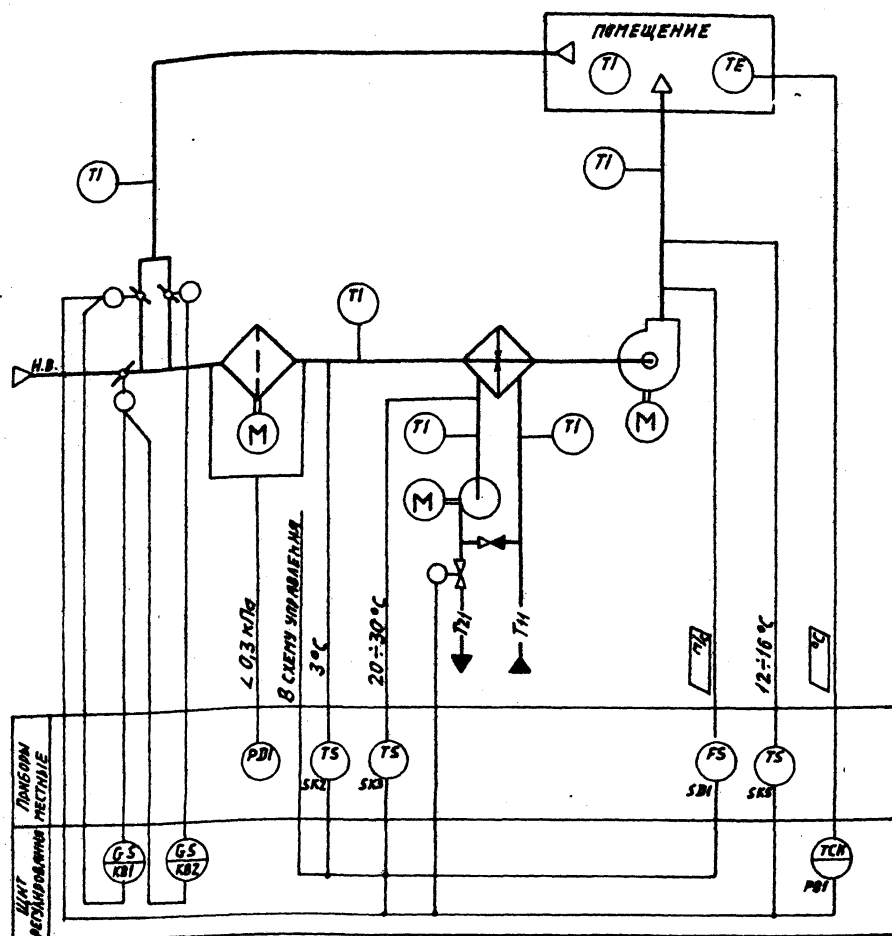 ПОМЕЩЕНИЕ
TI
TE
TI
TI
TI
Н.В.
M
M
TI
TI
M
< 0,3 кПа
В СХЕМУ УПРАВЛЕНИЯ
3°С
20÷30°С
Т21
Т11
12÷16°С
°С
ПРИБОРЫ МЕСТНЫЕ
PDI
TS
SK2
TS
SK3
FS
SB1
TS
ЩИТ РЕГУЛИРОВАНИЯ
GS
KB1
GS
KB2
TCK
PB1